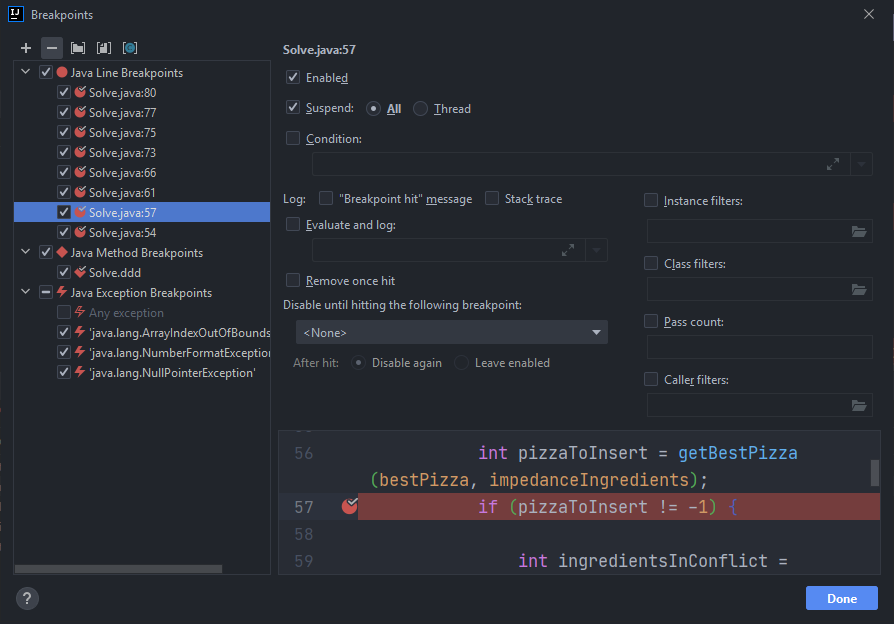 IJ
Breakpoints
Java Line Breakpoints
Solve.java:80
Solve.java:77
Solve.java:75
Solve.java:73
Solve.java:66
Solve.java:61
Solve.java:57
Solve.java:54
Java Method Breakpoints
Solve.ddd
Java Exception Breakpoints
Any exception
'java.lang.ArrayIndexOutOfBounds
'java.lang.NumberFormatException
'java.lang.NullPointerException'
Solve.java:57
Enabled
Suspend: All Thread
Condition:
Log: "Breakpoint hit" message Stack trace
Evaluate and log:
Remove once hit
Disable until hitting the following breakpoint:
<None>
After hit: Disable again Leave enabled
Instance filters:
Class filters:
Pass count:
Caller filters:
56 int pizzaToInsert = getBestPizza
(bestPizza, impedanceIngredients);
57 if (pizzaToInsert != -1) {
58
59 int ingredientsInConflict =
? Done